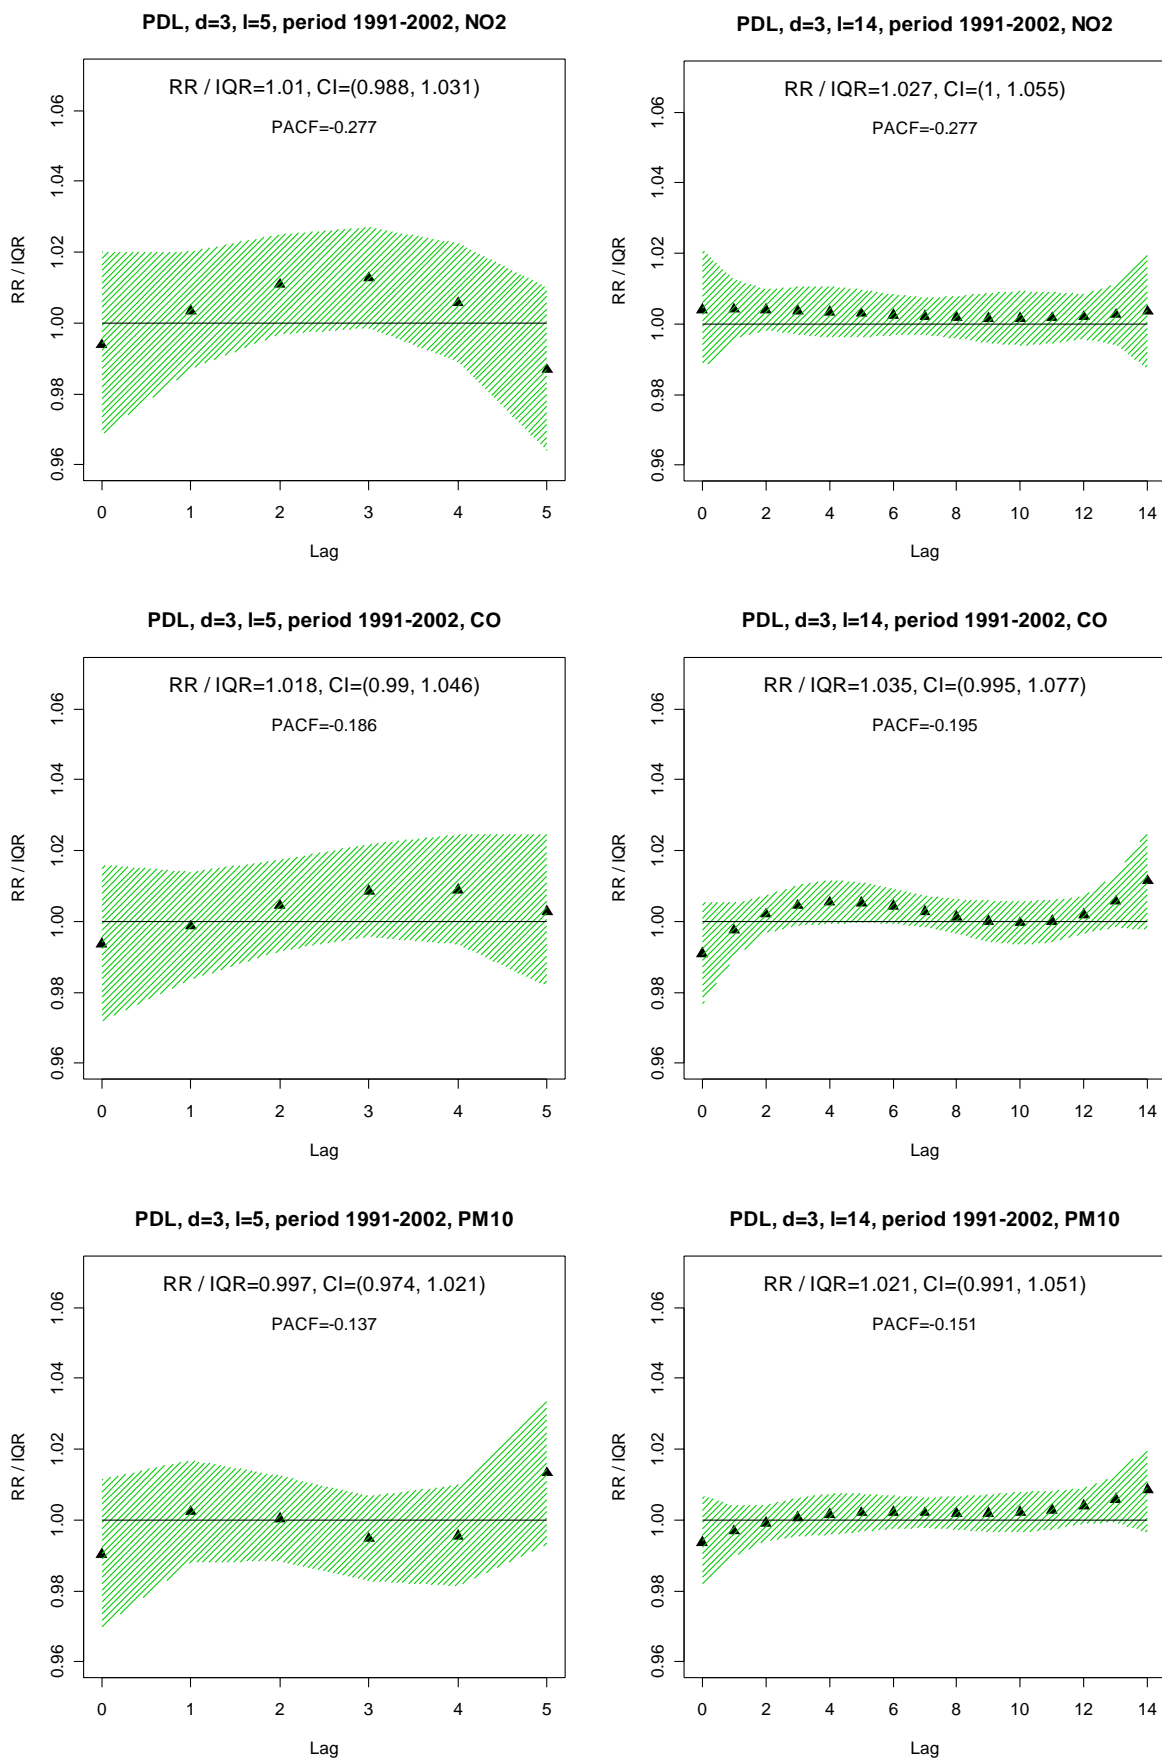 PDL, d=3, l=5, period 1991-2002, NO2
RR / IQR=1.01, CI=(0.988, 1.031)
PACF=-0.277
RR / IQR
1.06
1.04
1.02
1.00
0.98
0.96
0 1 2 3 4 5
Lag
PDL, d=3, l=14, period 1991-2002, NO2
RR / IQR=1.027, CI=(1, 1.055)
PACF=-0.277
RR / IQR
1.06
1.04
1.02
1.00
0.98
0.96
0 2 4 6 8 10 12 14
Lag
PDL, d=3, l=5, period 1991-2002, CO
RR / IQR=1.018, CI=(0.99, 1.046)
PACF=-0.186
RR / IQR
1.06
1.04
1.02
1.00
0.98
0.96
0 1 2 3 4 5
Lag
PDL, d=3, l=14, period 1991-2002, CO
RR / IQR=1.035, CI=(0.995, 1.077)
PACF=-0.195
RR / IQR
1.06
1.04
1.02
1.00
0.98
0.96
0 2 4 6 8 10 12 14
Lag
PDL, d=3, l=5, period 1991-2002, PM10
RR / IQR=0.997, CI=(0.974, 1.021)
PACF=-0.137
RR / IQR
1.06
1.04
1.02
1.00
0.98
0.96
0 1 2 3 4 5
Lag
PDL, d=3, l=14, period 1991-2002, PM10
RR / IQR=1.021, CI=(0.991, 1.051)
PACF=-0.151
RR / IQR
1.06
1.04
1.02
1.00
0.98
0.96
0 2 4 6 8 10 12 14
Lag